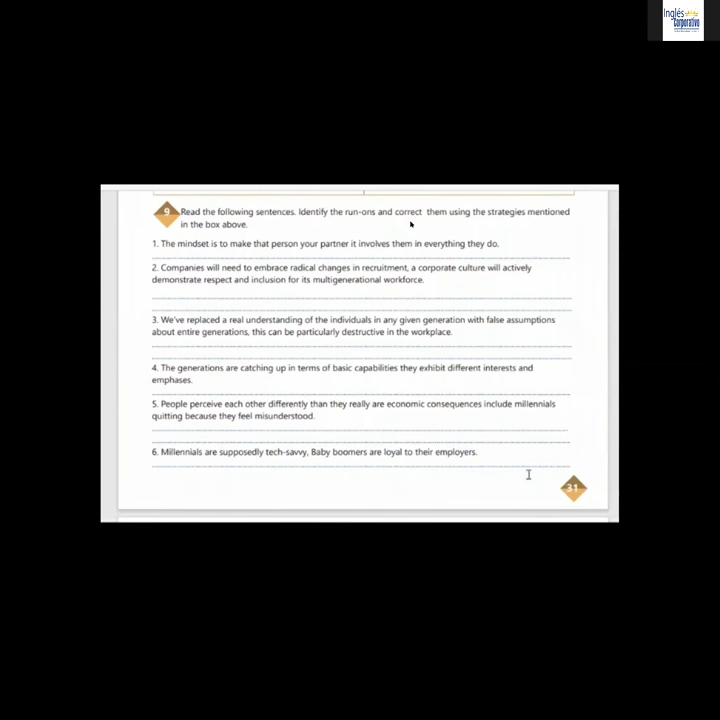 Inglés
Corporativo
9 Read the following sentences. Identify the run-ons and correct them using the strategies mentioned
in the box above.
1. The mindset is to make that person your partner it involves them in everything they do.
2. Companies will need to embrace radical changes in recruitment, a corporate culture will actively
demonstrate respect and inclusion for its multigenerational workforce.
3. We've replaced a real understanding of the individuals in any given generation with false assumptions
about entire generations, this can be particularly destructive in the workplace.
4. The generations are catching up in terms of basic capabilities they exhibit different interests and
emphases.
5. People perceive each other differently than they really are economic consequences include millennials
quitting because they feel misunderstood.
6. Millennials are supposedly tech-savvy, Baby boomers are loyal to their employers.
31